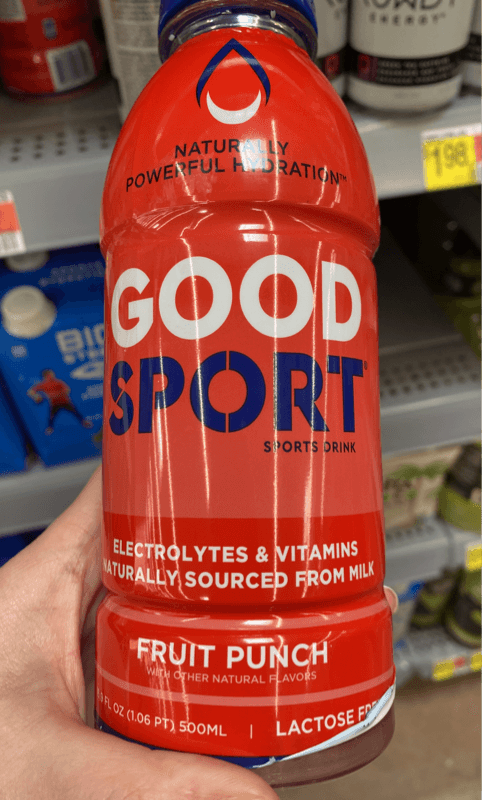 ENERGY
1.98
NATURALLY
POWERFUL HYDRATION™
GOOD
SPORT®
SPORTS DRINK
ELECTROLYTES & VITAMINS
NATURALLY SOURCED FROM MILK
FRUIT PUNCH
WITH OTHER NATURAL FLAVORS
FL OZ (1.06 PT) 500ML | LACTOSE